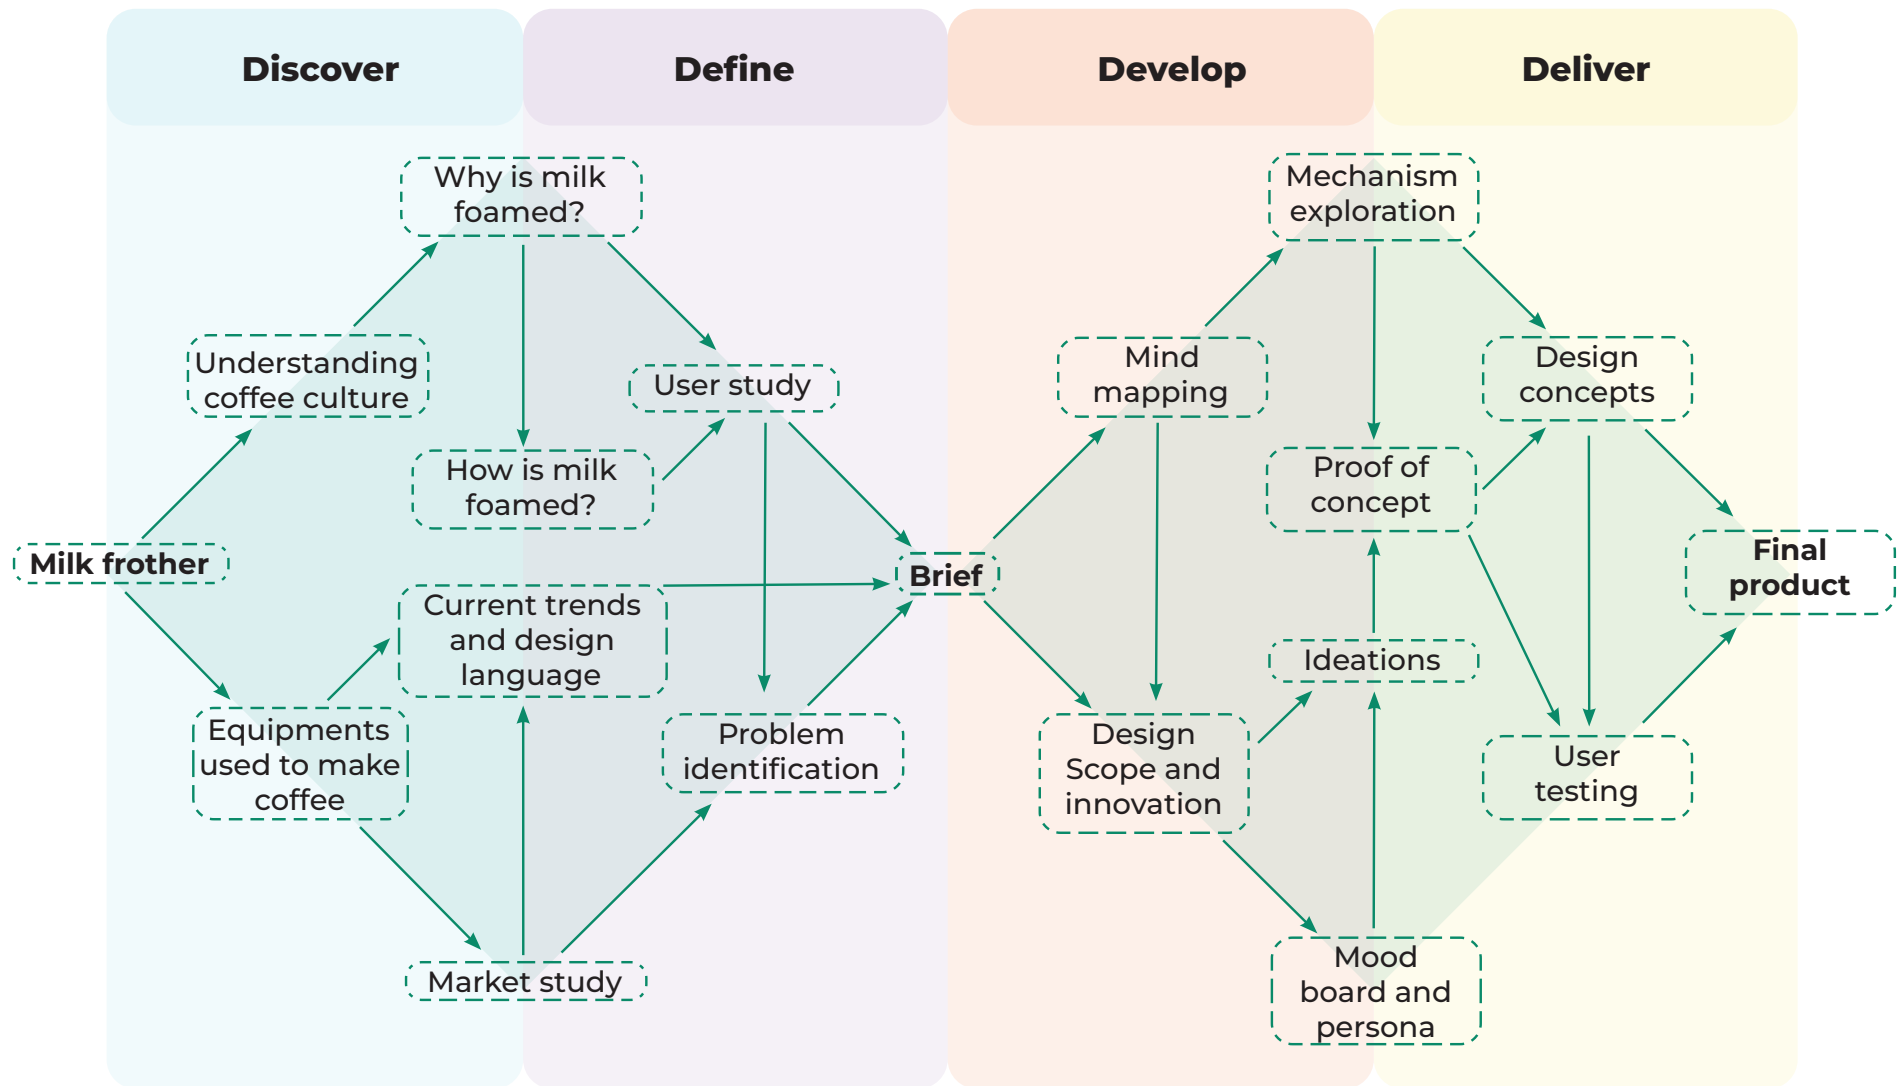 Discover
Define
Develop
Deliver
Why is milk
foamed?
Understanding
coffee culture
User study
How is milk
foamed?
Milk frother
Current trends
and design
language
Equipments
used to make
coffee
Problem
identification
Market study
Brief
Mechanism
exploration
Mind
mapping
Design
concepts
Proof of
concept
Ideations
Design
Scope and
innovation
User
testing
Mood
board and
persona
Final
product